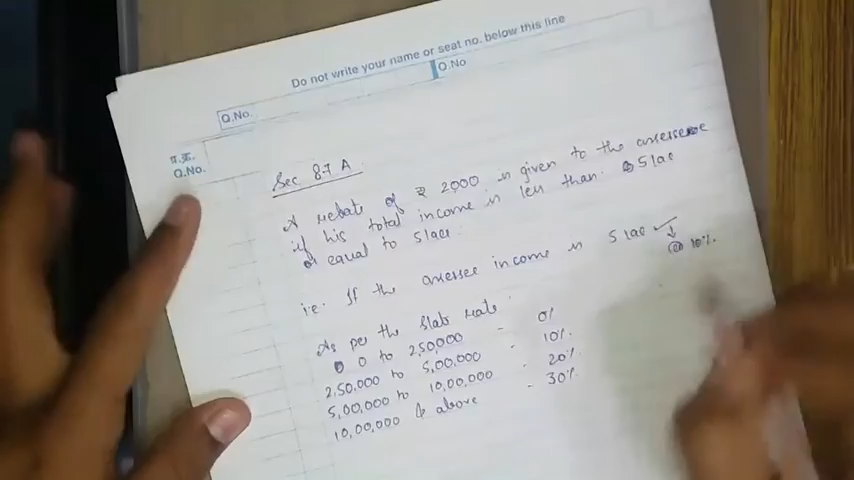 Do not write your name or seat no. below this line
Q.No.
Q.No
प्र.क्र.
Q.No.
Sec 87 A
A rebate of ₹ 2000 is given to the assessee
if his total income is less than 5 lac
or equal to 5 lac
i.e. If the assessee income is 5 lac ✓
↓
@ 10%.
As per the slab rate.
0 to 2,50,000 - 0%
2,50,000 to 5,00,000 - 10%.
5,00,000 to 10,00,000 - 20%
10,00,000 & above - 30%